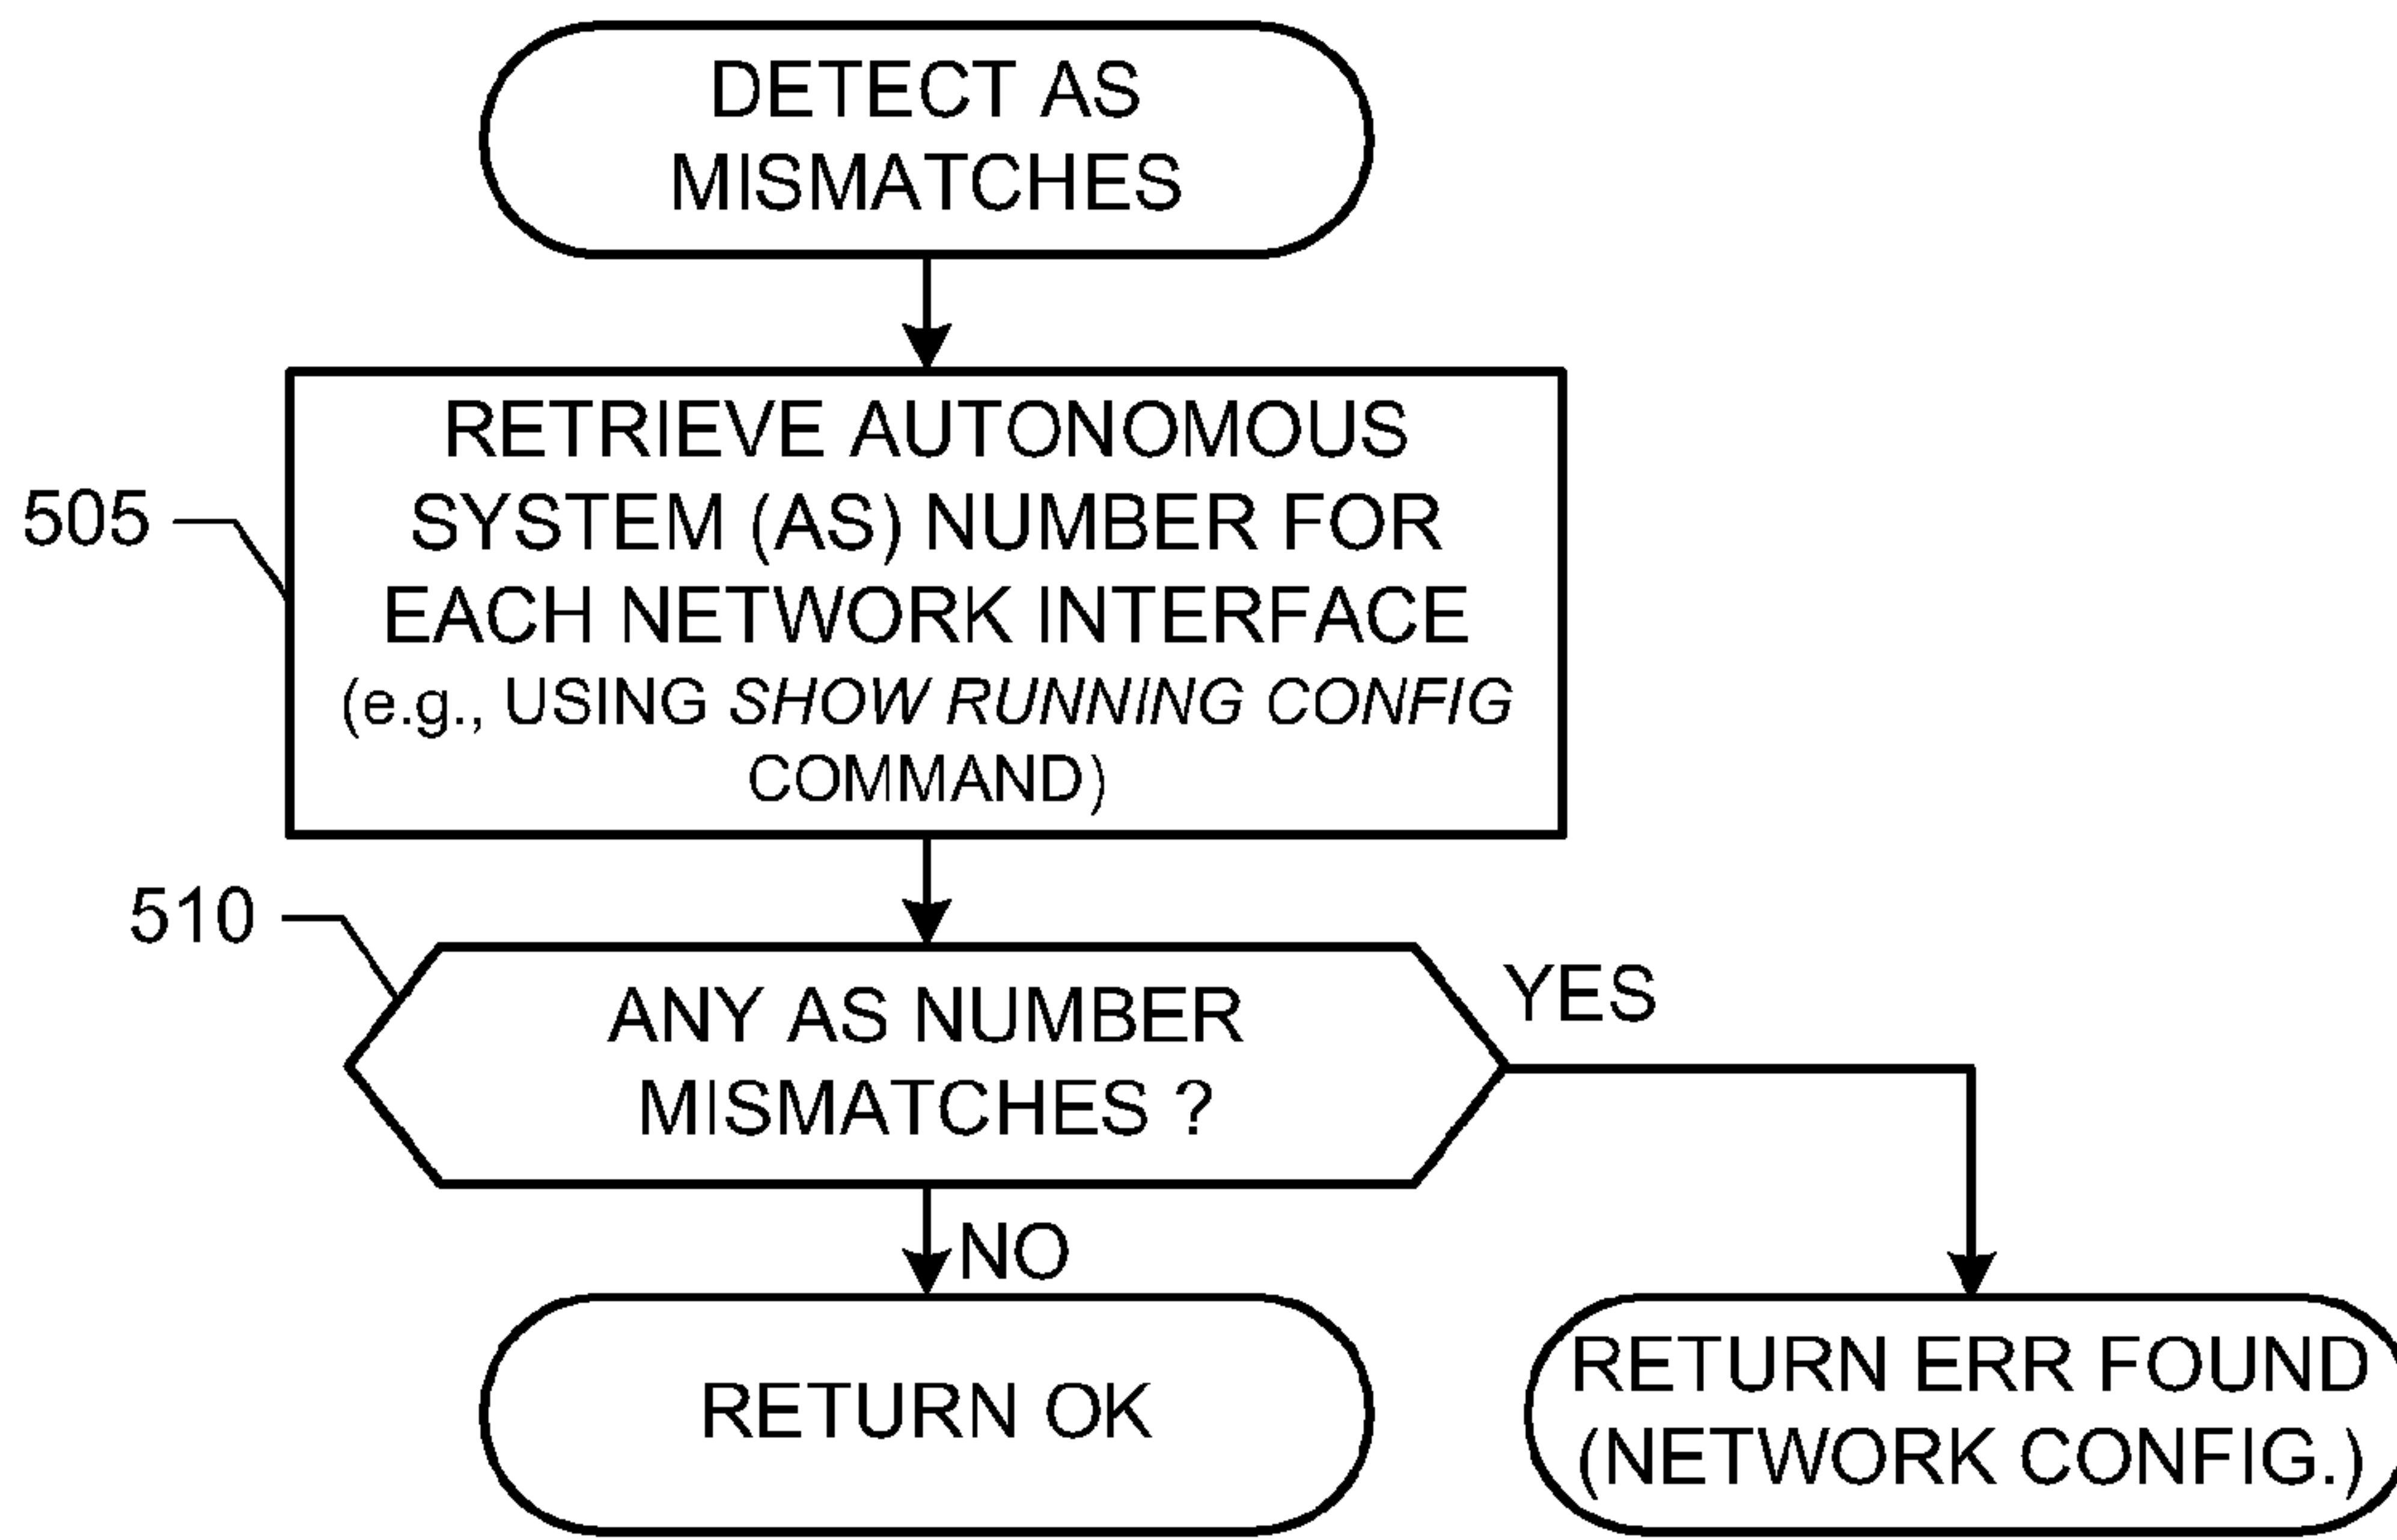 DETECT AS
MISMATCHES
505
RETRIEVE AUTONOMOUS
SYSTEM (AS) NUMBER FOR
EACH NETWORK INTERFACE
(e.g., USING SHOW RUNNING CONFIG
COMMAND)
510
ANY AS NUMBER
MISMATCHES ?
YES
NO
RETURN OK
RETURN ERR FOUND
(NETWORK CONFIG.)